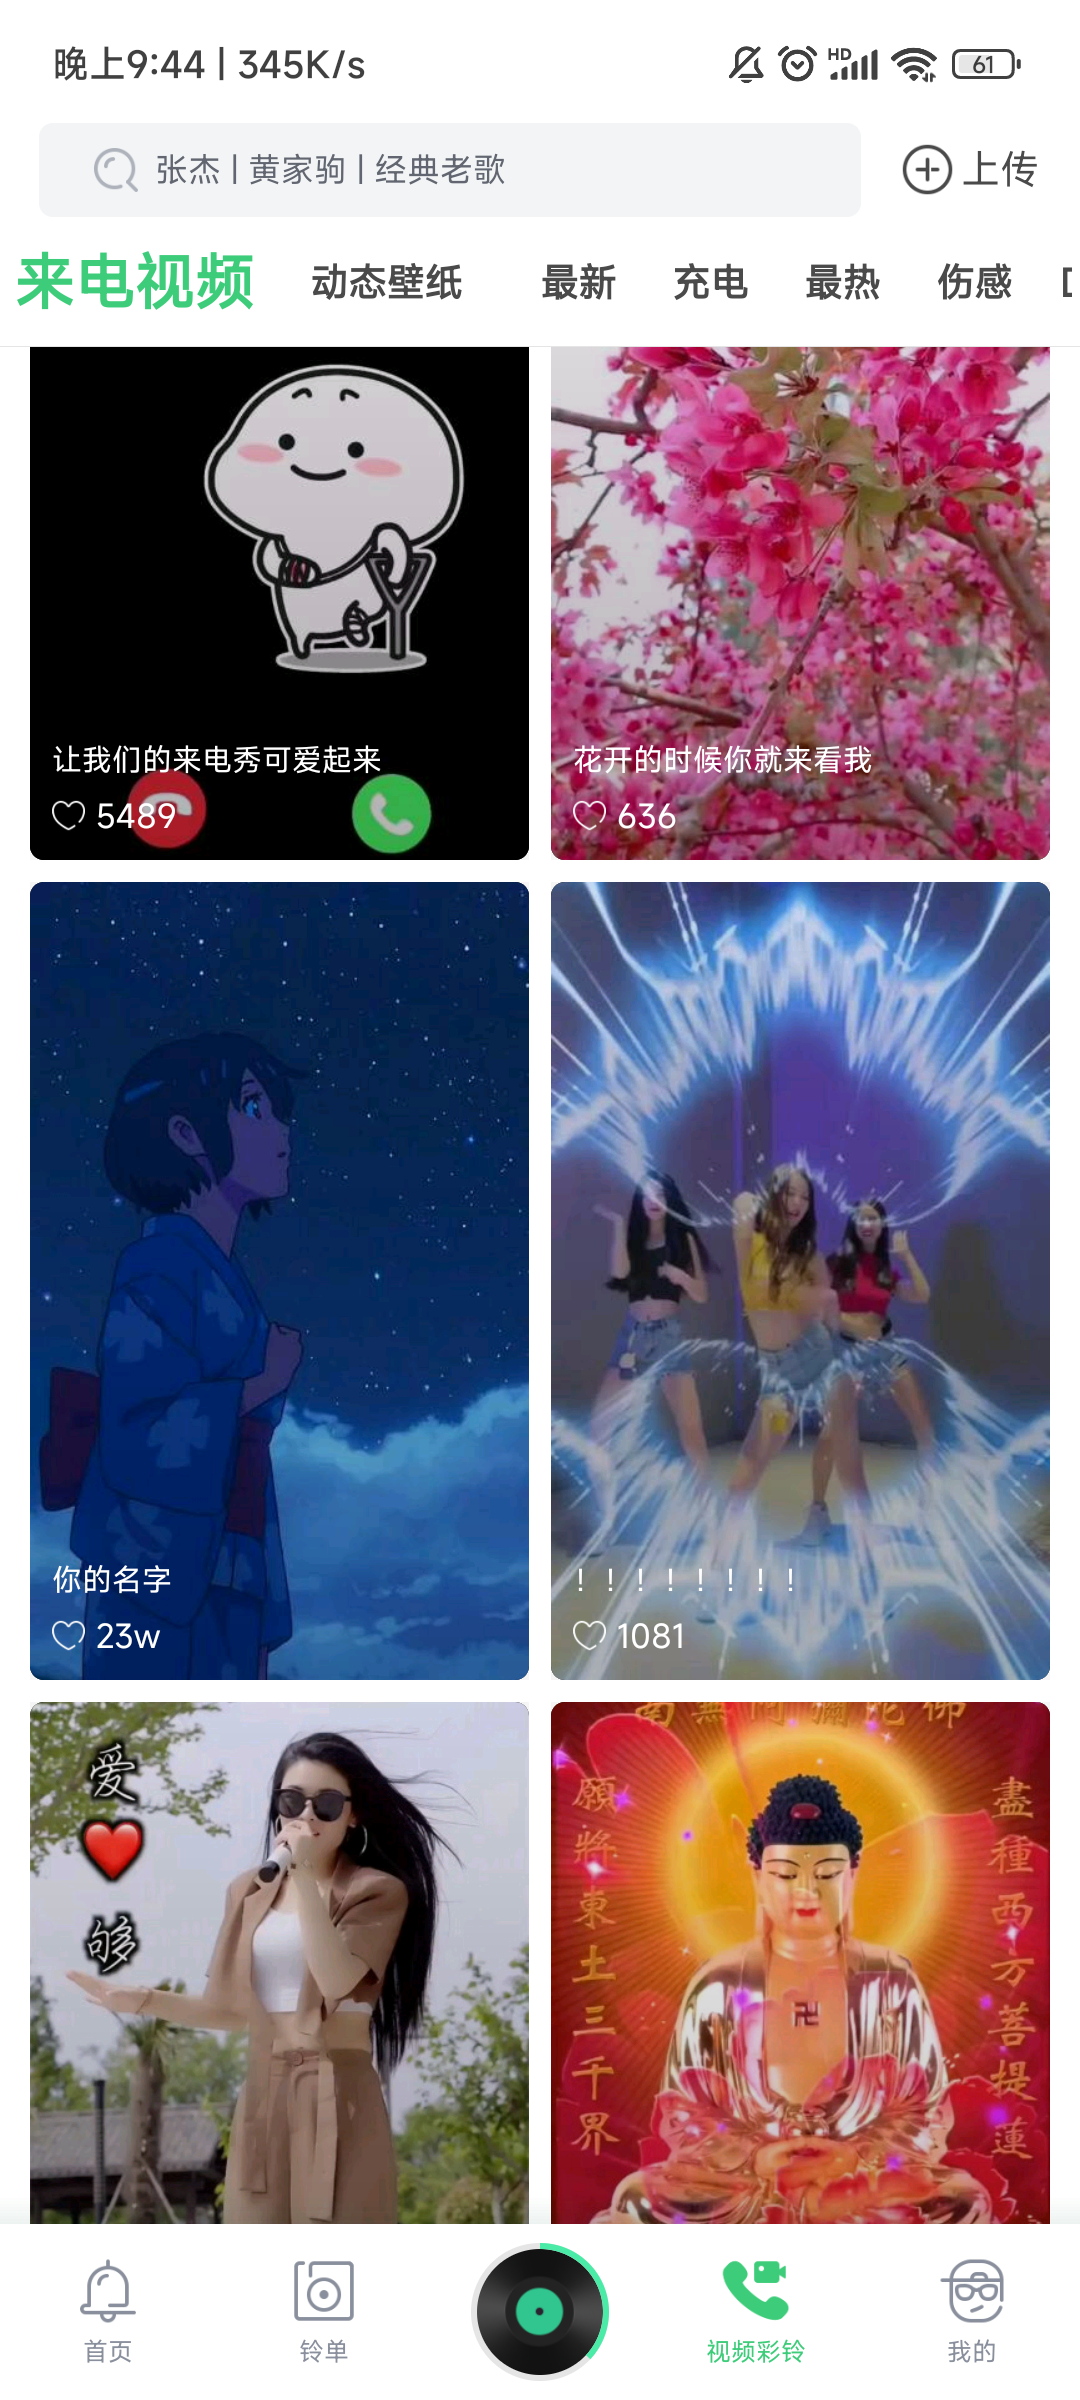 晚上9:44 | 345K/s
HD
61
张杰 | 黄家驹 | 经典老歌
上传
来电视频 动态壁纸 最新 充电 最热 伤感
让我们的来电秀可爱起来
5489
花开的时候你就来看我
636
你的名字
23w
！！！！！！！！
1081
爱
❤
够
南無阿彌陀佛
願將東土三千界
盡種西方菩提蓮
卍
首页
铃单
视频彩铃
我的